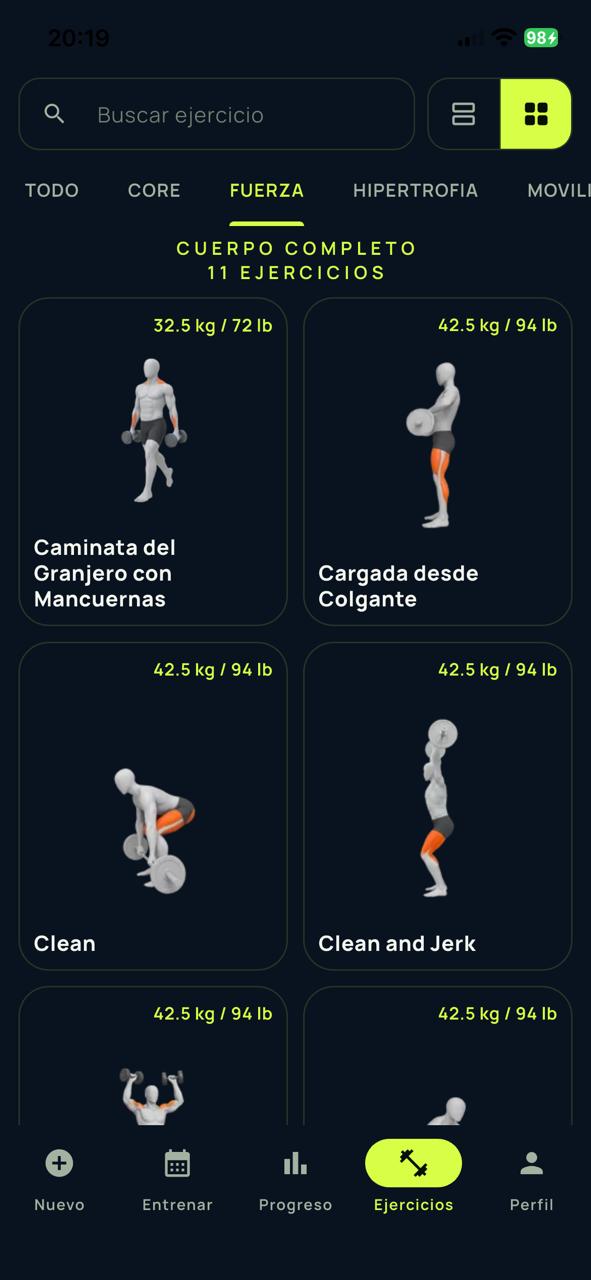 20:19
98
Buscar ejercicio
TODO CORE FUERZA HIPERTROFIA MOVILI
CUERPO COMPLETO
11 EJERCICIOS
32.5 kg / 72 lb
Caminata del
Granjero con
Mancuernas
42.5 kg / 94 lb
Cargada desde
Colgante
42.5 kg / 94 lb
Clean
42.5 kg / 94 lb
Clean and Jerk
42.5 kg / 94 lb
42.5 kg / 94 lb
Nuevo Entrenar Progreso Ejercicios Perfil